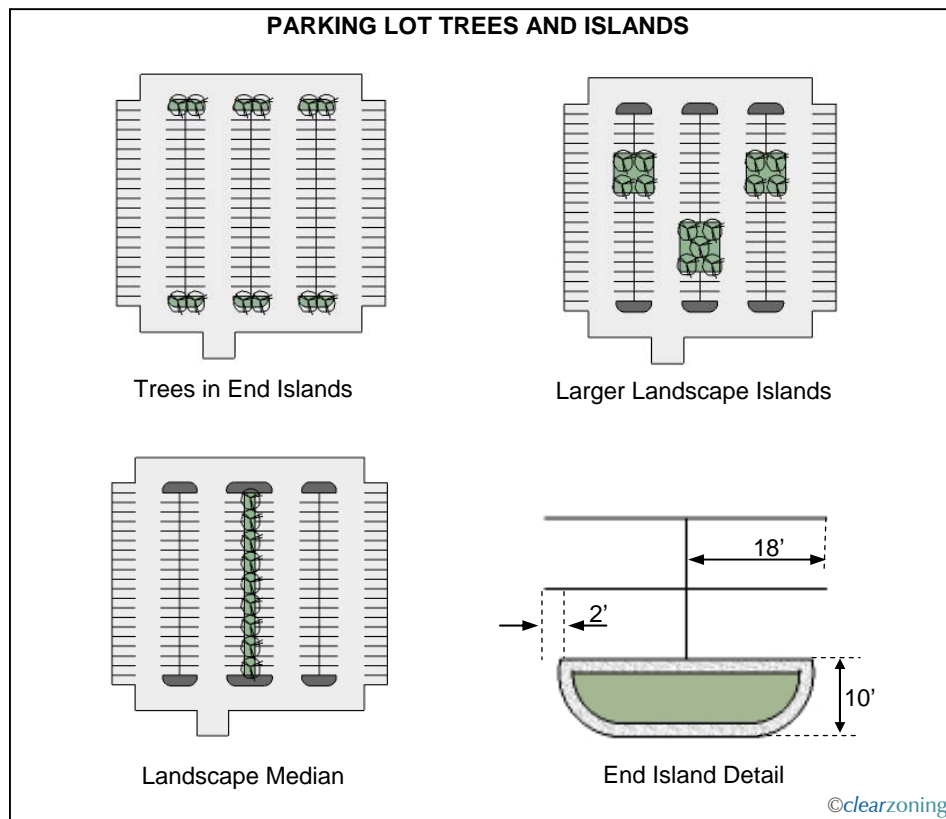 PARKING LOT TREES AND ISLANDS
Trees in End Islands
Larger Landscape Islands
Landscape Median
18’
2’
10’
End Island Detail
©clearzoning